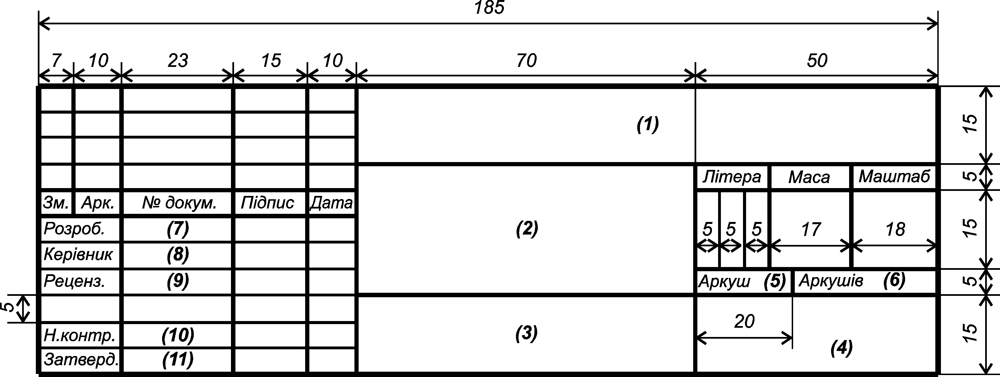 185
7 10 23 15 10 70 50
(1) 15
Літера Маса Маштаб 5
Зм. Арк. № докум. Підпис Дата
Розроб. (7) (2) 5 5 5 17 18 15
Керівник (8)
Реценз. (9) Аркуш (5) Аркушів (6) 5
5
20
Н.контр. (10) (3) 15
Затверд. (11) (4)